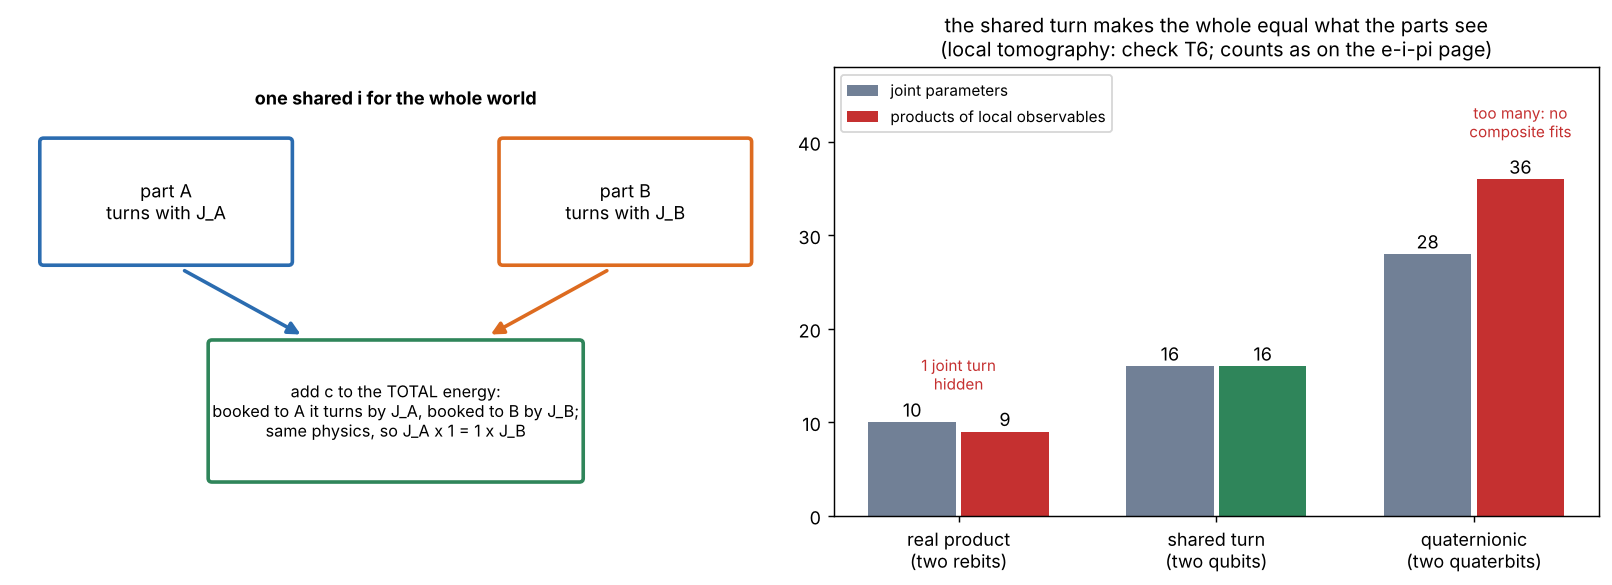 one shared i for the whole world
part A
turns with J_A
part B
turns with J_B
add c to the TOTAL energy:
booked to A it turns by J_A, booked to B by J_B;
same physics, so J_A x 1 = 1 x J_B
the shared turn makes the whole equal what the parts see
(local tomography: check T6; counts as on the e-i-pi page)
joint parameters
products of local observables
too many: no
composite fits
1 joint turn
hidden
10
9
16
16
28
36
40
30
20
10
0
real product
(two rebits)
shared turn
(two qubits)
quaternionic
(two quaterbits)